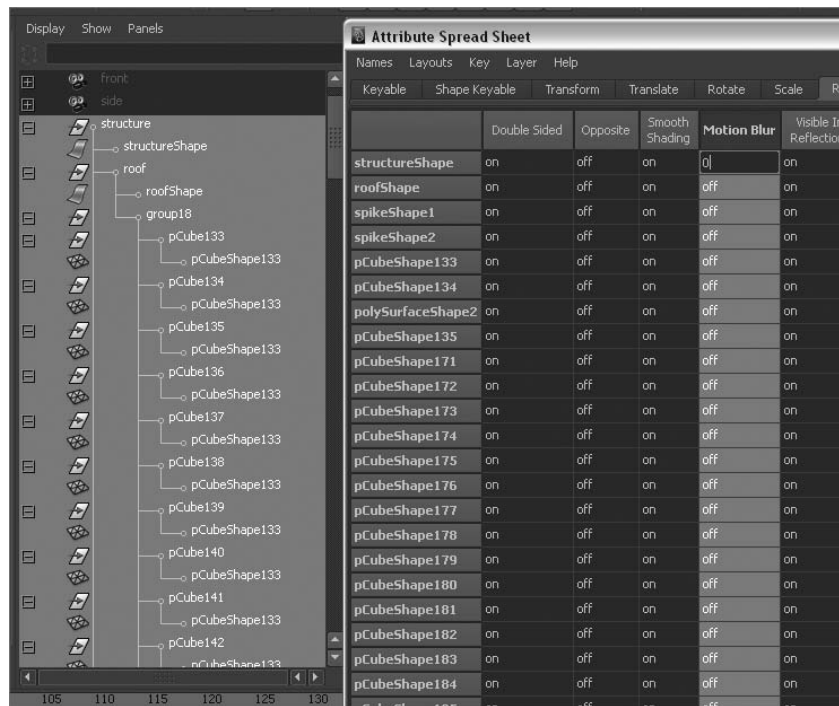 Display Show Panels
front
side
structure
structureShape
roof
roofShape
group18
pCube133
pCubeShape133
pCube134
pCubeShape133
pCube135
pCubeShape133
pCube136
pCubeShape133
pCube137
pCubeShape133
pCube138
pCubeShape133
pCube139
pCubeShape133
pCube140
pCubeShape133
pCube141
pCubeShape133
pCube142
pCubeShape133
105 110 115 120 125 130
Attribute Spread Sheet
Names Layouts Key Layer Help
Keyable Shape Keyable Transform Translate Rotate Scale R
Double Sided Opposite Smooth Shading Motion Blur Visible In Reflection
structureShape on off on 0 on
roofShape on off on off on
spikeShape1 on off on off on
spikeShape2 on off on off on
pCubeShape133 on off on off on
pCubeShape134 on off on off on
polySurfaceShape2 on off on off on
pCubeShape135 on off on off on
pCubeShape171 on off on off on
pCubeShape172 on off on off on
pCubeShape173 on off on off on
pCubeShape174 on off on off on
pCubeShape175 on off on off on
pCubeShape176 on off on off on
pCubeShape177 on off on off on
pCubeShape178 on off on off on
pCubeShape179 on off on off on
pCubeShape180 on off on off on
pCubeShape181 on off on off on
pCubeShape182 on off on off on
pCubeShape183 on off on off on
pCubeShape184 on off on off on